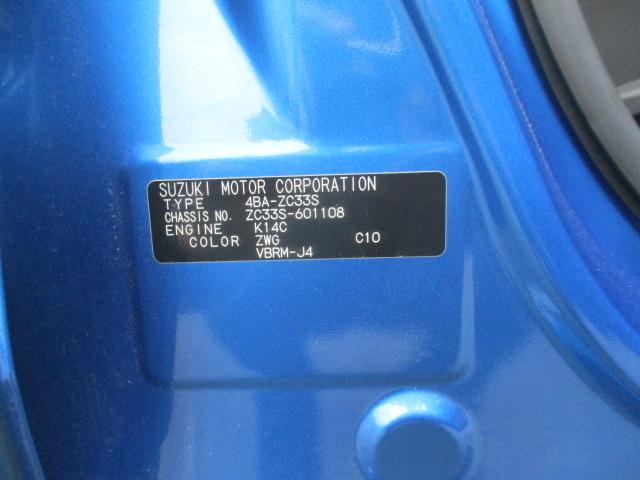 SUZUKI MOTOR CORPORATION
TYPE 4BA-ZC33S
CHASSIS NO. ZC33S-601108
ENGINE K14C
COLOR ZWG C10
VBRM-J4